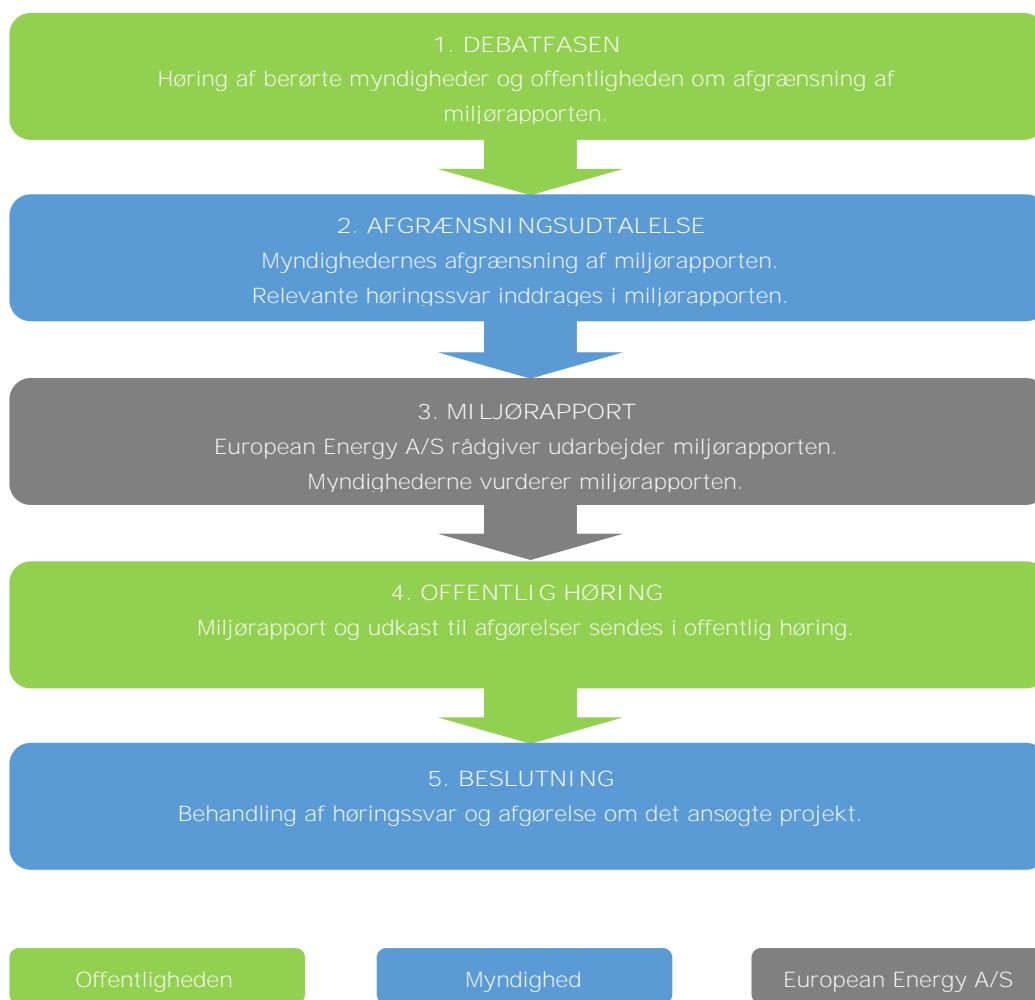 1. DEBATFASEN
Høring af berørte myndigheder og offentligheden om afgrænsning af
miljørapporten.
2. AFGRÆNSNINGSUDTALELSE
Myndighedernes afgrænsning af miljørapporten.
Relevante høringssvar inddrages i miljørapporten.
3. MILJØRAPPORT
European Energy A/S rådgiver udarbejder miljørapporten.
Myndighederne vurderer miljørapporten.
4. OFFENTLIG HØRING
Miljørapport og udkast til afgørelser sendes i offentlig høring.
5. BESLUTNING
Behandling af høringssvar og afgørelse om det ansøgte projekt.
Offentligheden
Myndighed
European Energy A/S